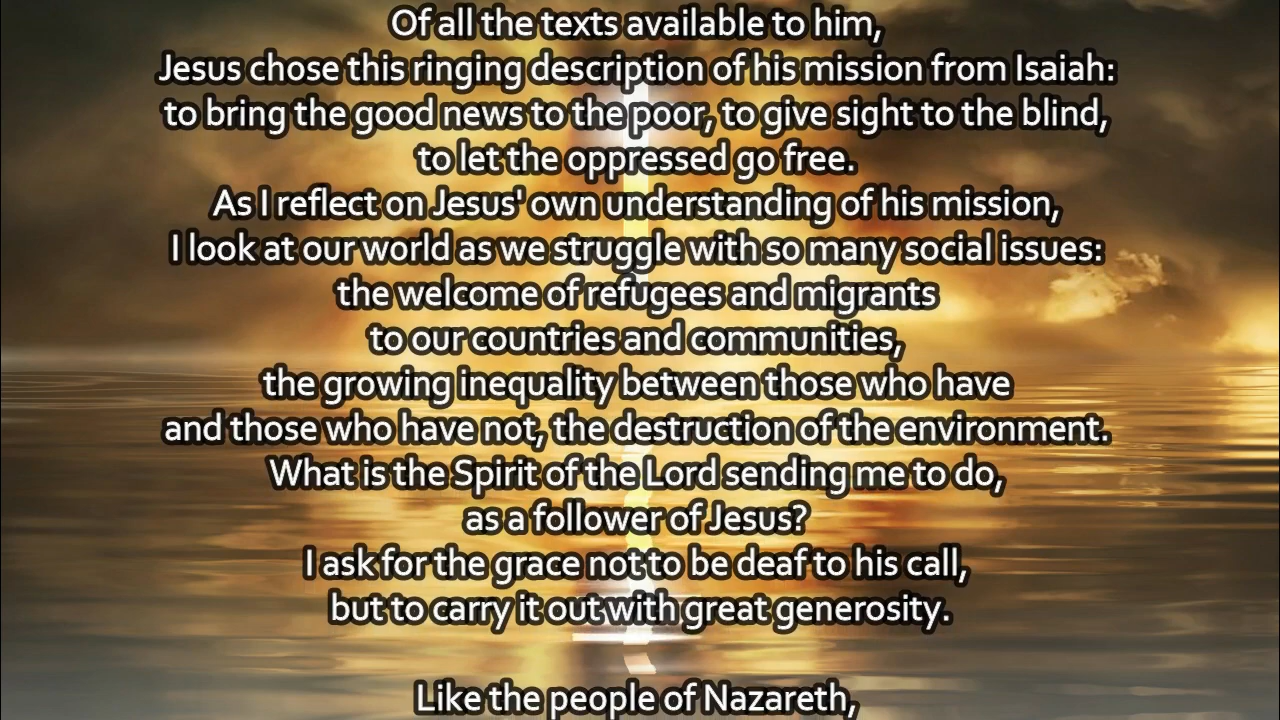 Of all the texts available to him,
Jesus chose this ringing description of his mission from Isaiah:
to bring the good news to the poor, to give sight to the blind,
to let the oppressed go free.
As I reflect on Jesus' own understanding of his mission,
I look at our world as we struggle with so many social issues:
the welcome of refugees and migrants
to our countries and communities,
the growing inequality between those who have
and those who have not, the destruction of the environment.
What is the Spirit of the Lord sending me to do,
as a follower of Jesus?
I ask for the grace not to be deaf to his call,
but to carry it out with great generosity.
Like the people of Nazareth,